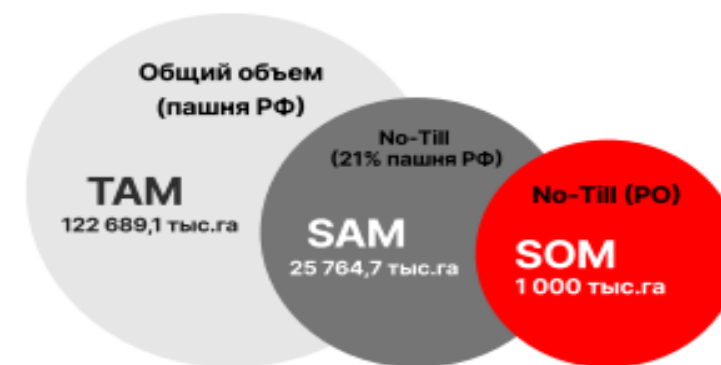 Общий объем
(пашня РФ)
TAM
122 689,1 тыс.га
No-Till
(21% пашня РФ)
SAM
25 764,7 тыс.га
No-Till (РО)
SOM
1 000 тыс.га